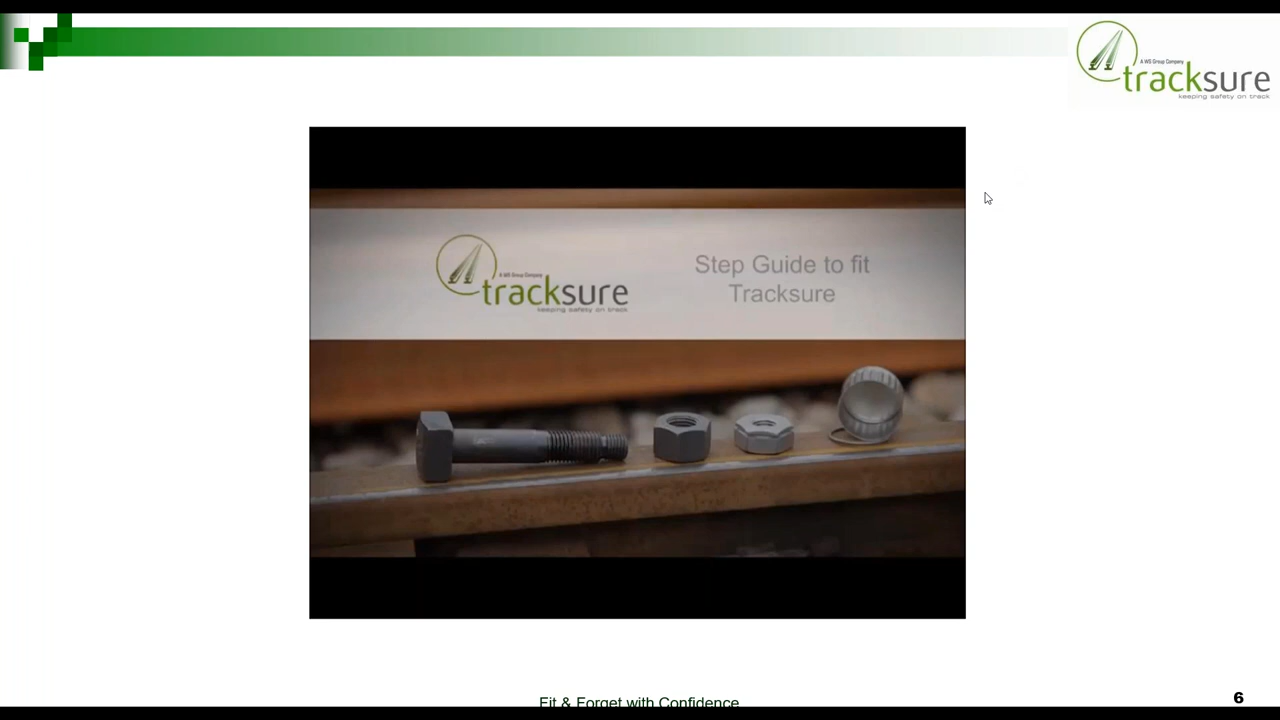 A WS Group Company
tracksure
keeping safety on track
Step Guide to fit
Tracksure
A WS Group Company
tracksure
keeping safety on track
Fit & Forget with Confidence
6